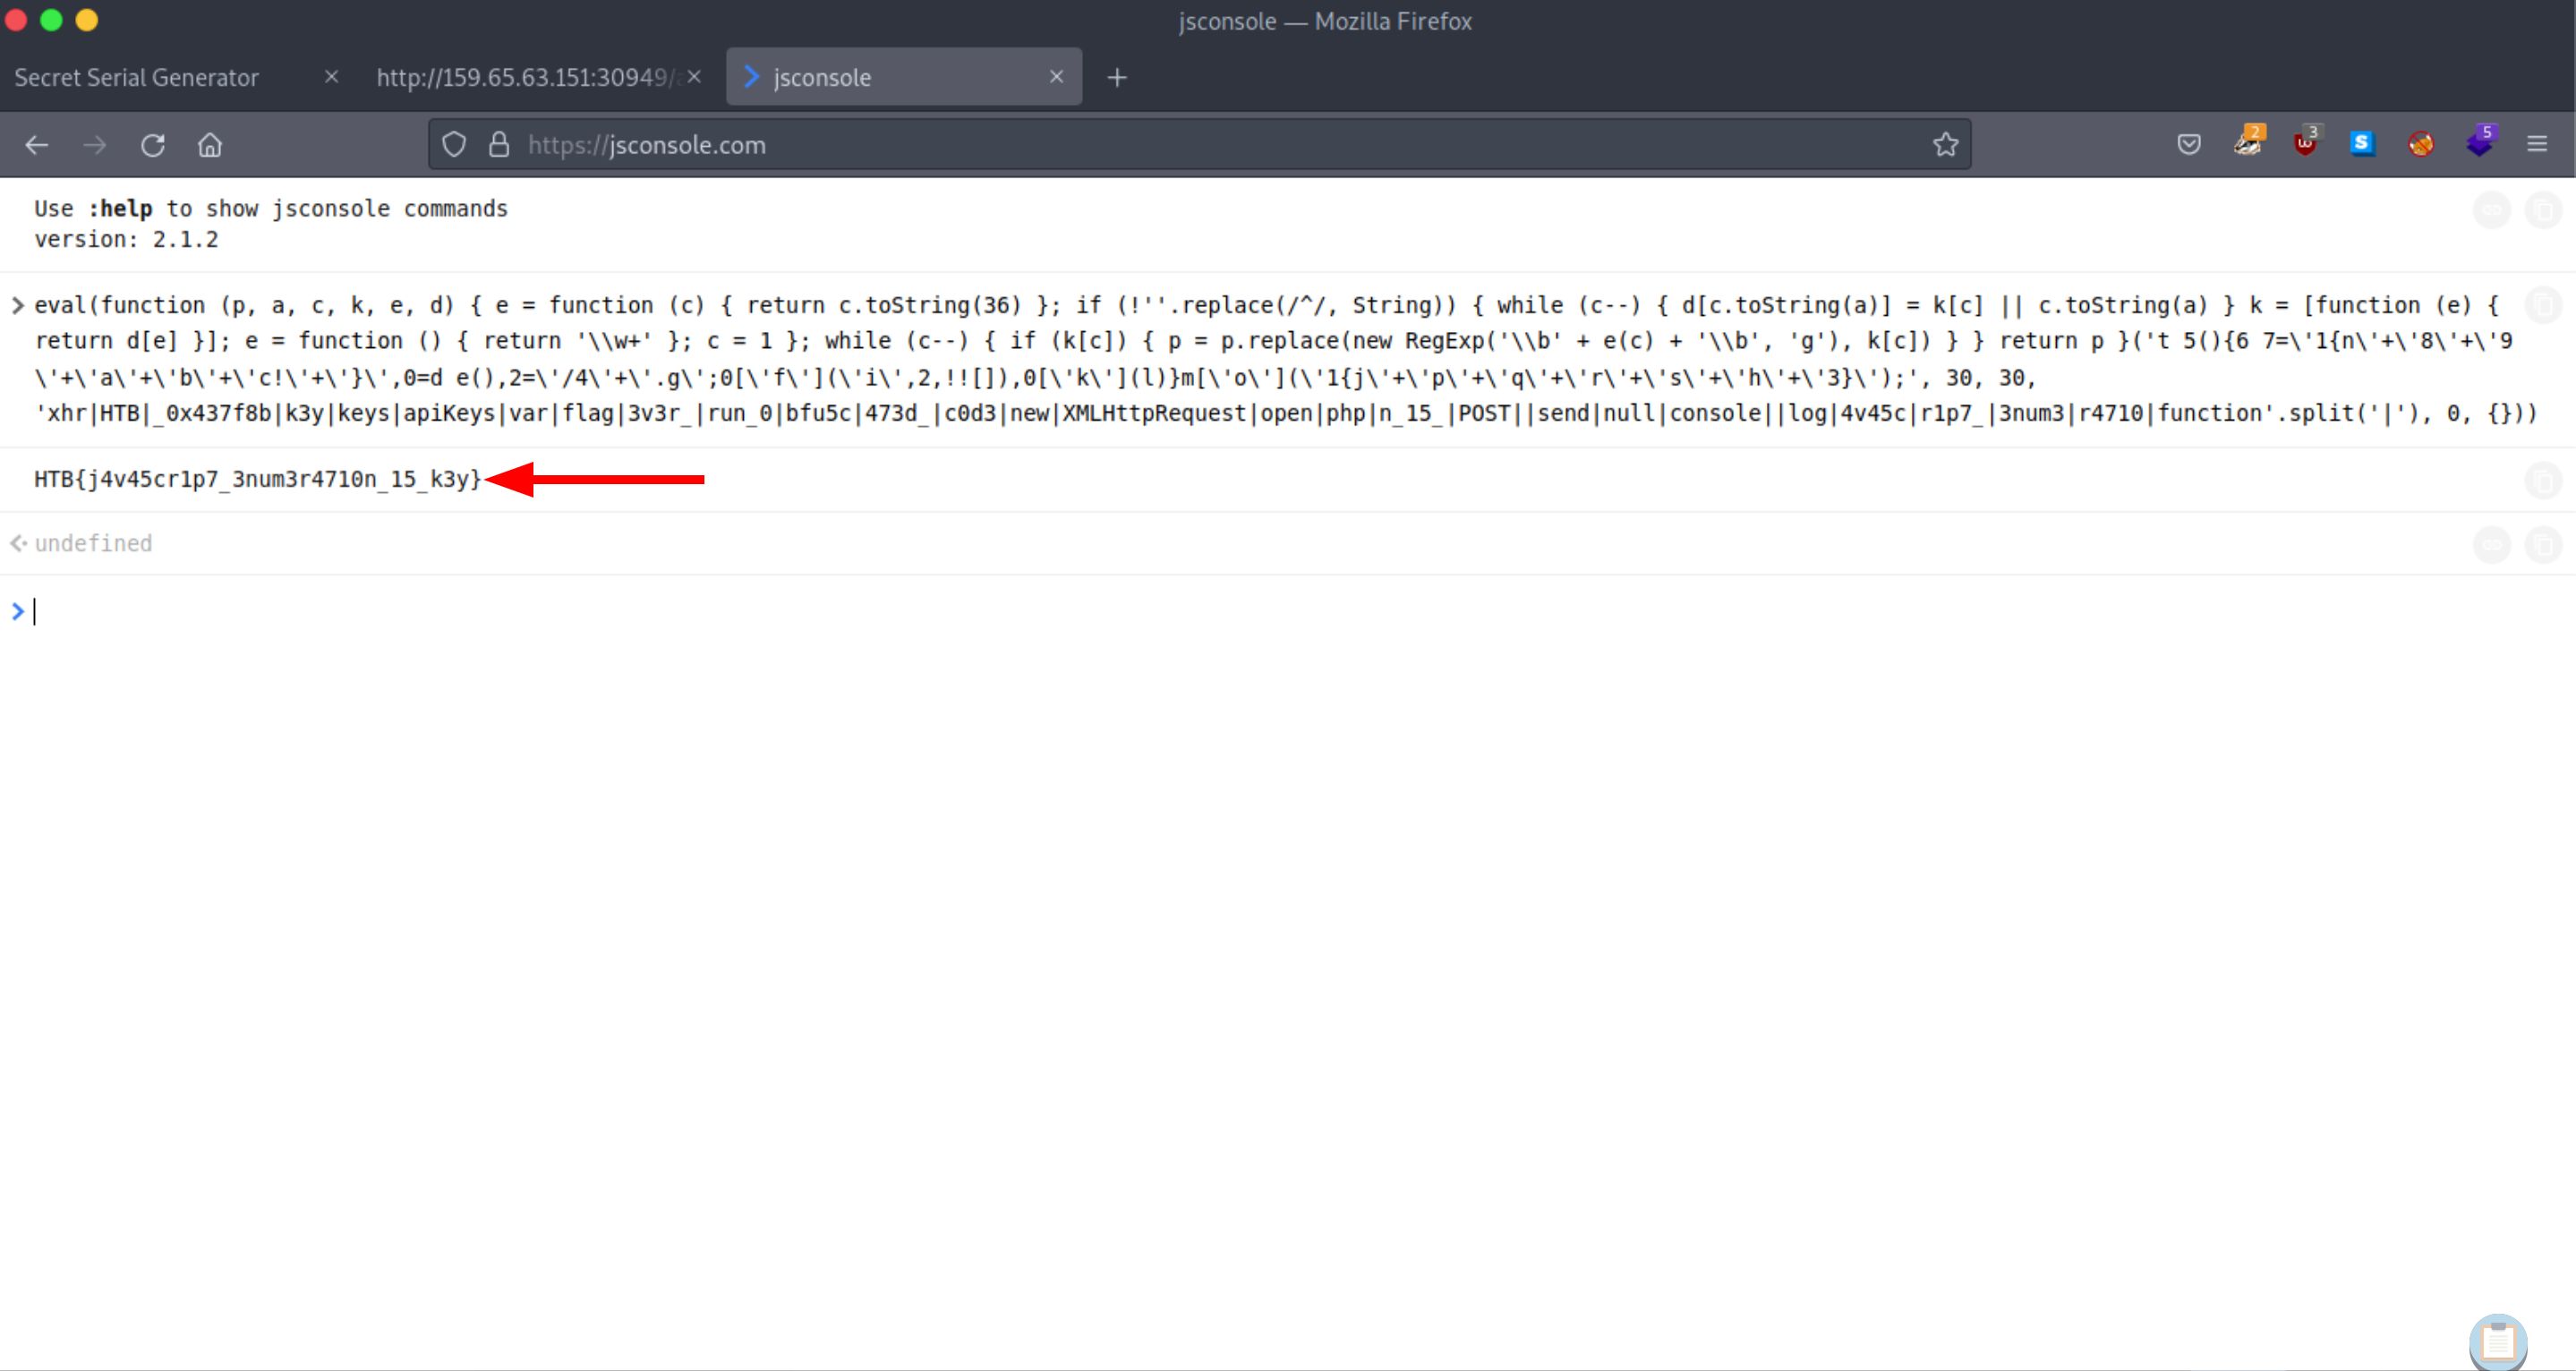 jsconsole — Mozilla Firefox
Secret Serial Generator
http://159.65.63.151:30949/
jsconsole
https://jsconsole.com
2
3
S
5
Use :help to show jsconsole commands
version: 2.1.2
eval(function (p, a, c, k, e, d) { e = function (c) { return c.toString(36) }; if (!''.replace(/^/, String)) { while (c--) { d[c.toString(a)] = k[c] || c.toString(a) } k = [function (e) {
return d[e] }]; e = function () { return '\\w+' }; c = 1 }; while (c--) { if (k[c]) { p = p.replace(new RegExp('\\b' + e(c) + '\\b', 'g'), k[c]) } } return p }('t 5(){6 7=\'1{n\'+\'8\'+\'9
\'+\'a\'+\'b\'+\'c!\'+\'}\',0=d e(),2=\'/4\'+\'.g\';0[\'f\'](\'i\',2,!![]),0[\'k\'](l)}m[\'o\'](\'1{j\'+\'p\'+\'q\'+\'r\'+\'s\'+\'h\'+\'3}\');', 30, 30,
'xhr|HTB|_0x437f8b|k3y|keys|apiKeys|var|flag|3v3r_|run_0|bfu5c|473d_|c0d3|new|XMLHttpRequest|open|php|n_15_|POST||send|null|console||log|4v45c|r1p7_|3num3|r4710|function'.split('|'), 0, {}))
HTB{j4v45cr1p7_3num3r4710n_15_k3y}
undefined